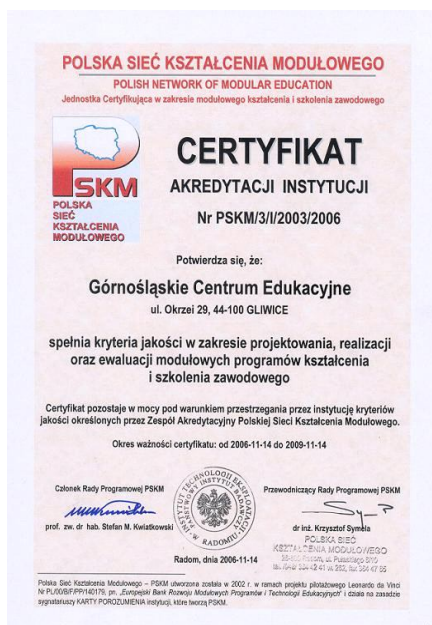 POLSKA SIEĆ KSZTAŁCENIA MODUŁOWEGO
POLISH NETWORK OF MODULAR EDUCATION
Jednostka Certyfikująca w zakresie modułowego kształcenia i szkolenia zawodowego
PSKM
POLSKA
SIEĆ
KSZTAŁCENIA
MODUŁOWEGO
CERTYFIKAT
AKREDYTACJI INSTYTUCJI
Nr PSKM/3/I/2003/2006
Potwierdza się, że:
Górnośląskie Centrum Edukacyjne
ul. Okrzei 29, 44-100 GLIWICE
spełnia kryteria jakości w zakresie projektowania, realizacji
oraz ewaluacji modułowych programów kształcenia
i szkolenia zawodowego
Certyfikat pozostaje w mocy pod warunkiem przestrzegania przez instytucję kryteriów
jakości określonych przez Zespół Akredytacyjny Polskiej Sieci Kształcenia Modułowego.
Okres ważności certyfikatu: od 2006-11-14 do 2009-11-14
Członek Rady Programowej PSKM
prof. zw. dr hab. Stefan M. Kwiatkowski
INSTYTUT TECHNOLOGII EKSPLOATACJI
PAŃSTWOWY INSTYTUT BADAWCZY
W RADOMIU
Przewodniczący Rady Programowej PSKM
dr inż. Krzysztof Symela
POLSKA SIEĆ
KSZTAŁCENIA MODUŁOWEGO
Radom, dnia 2006-11-14
Polska Sieć Kształcenia Modułowego – PSKM utworzona została w 2002 r. w ramach projektu pilotażowego Leonardo da Vinci
Nr PL/00/B/F/PP/140179, pn. „Europejski Bank Rozwoju Modułowych Programów i Technologii Edukacyjnych" i działa na zasadzie
sygnatariuszy KARTY POROZUMIENIA instytucji, które tworzą PSKM.